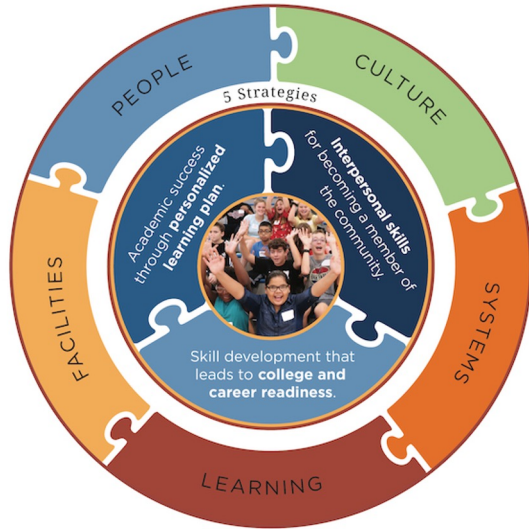 PEOPLE
CULTURE
5 Strategies
Academic success
through personalized
learning plan.
Interpersonal skills
for becoming a member of
the community.
FACILITIES
SYSTEMS
Skill development that
leads to college and
career readiness.
LEARNING